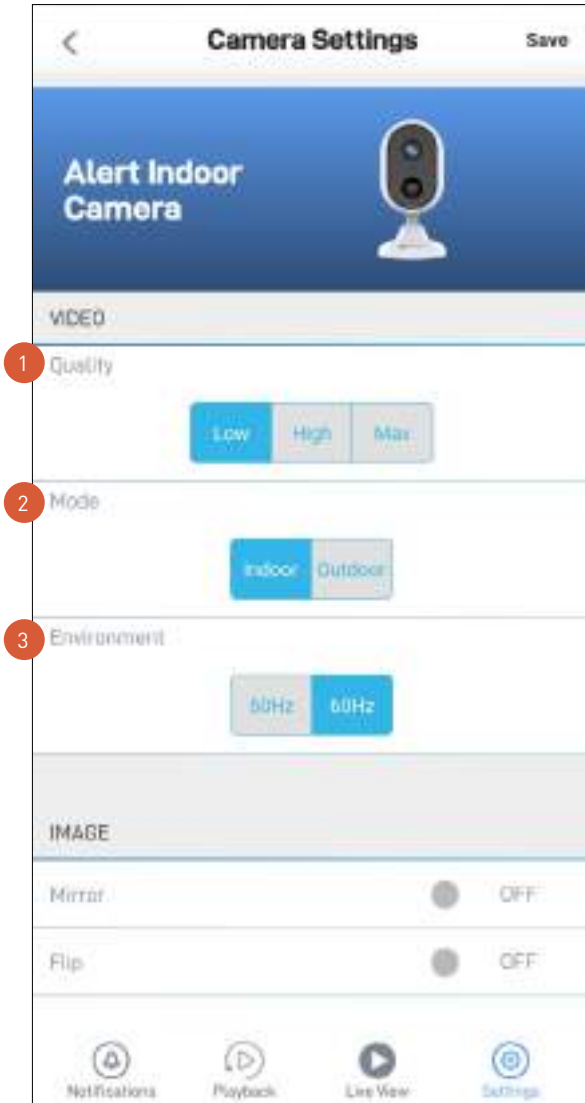 Camera Settings Save
Alert Indoor
Camera
VIDEO
1 Quality
Low High Max
2 Mode
Indoor Outdoor
3 Environment
50Hz 60Hz
IMAGE
Mirror OFF
Flip OFF
Notifications Playback Live View Settings